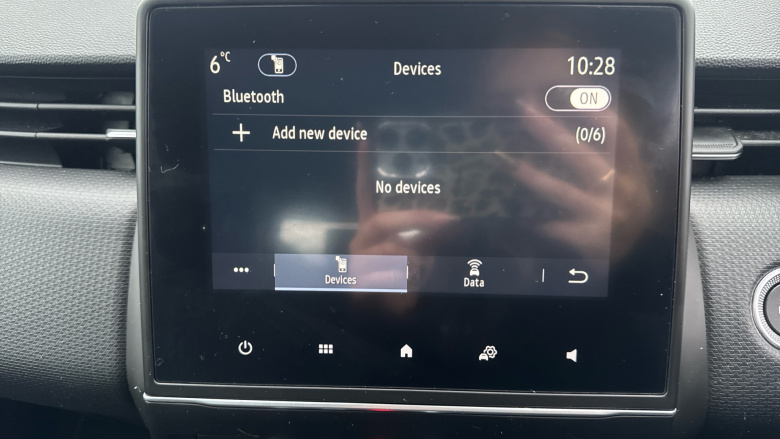 6°C
Devices
10:28
Bluetooth
ON
+ Add new device (0/6)
No devices
••• Devices Data